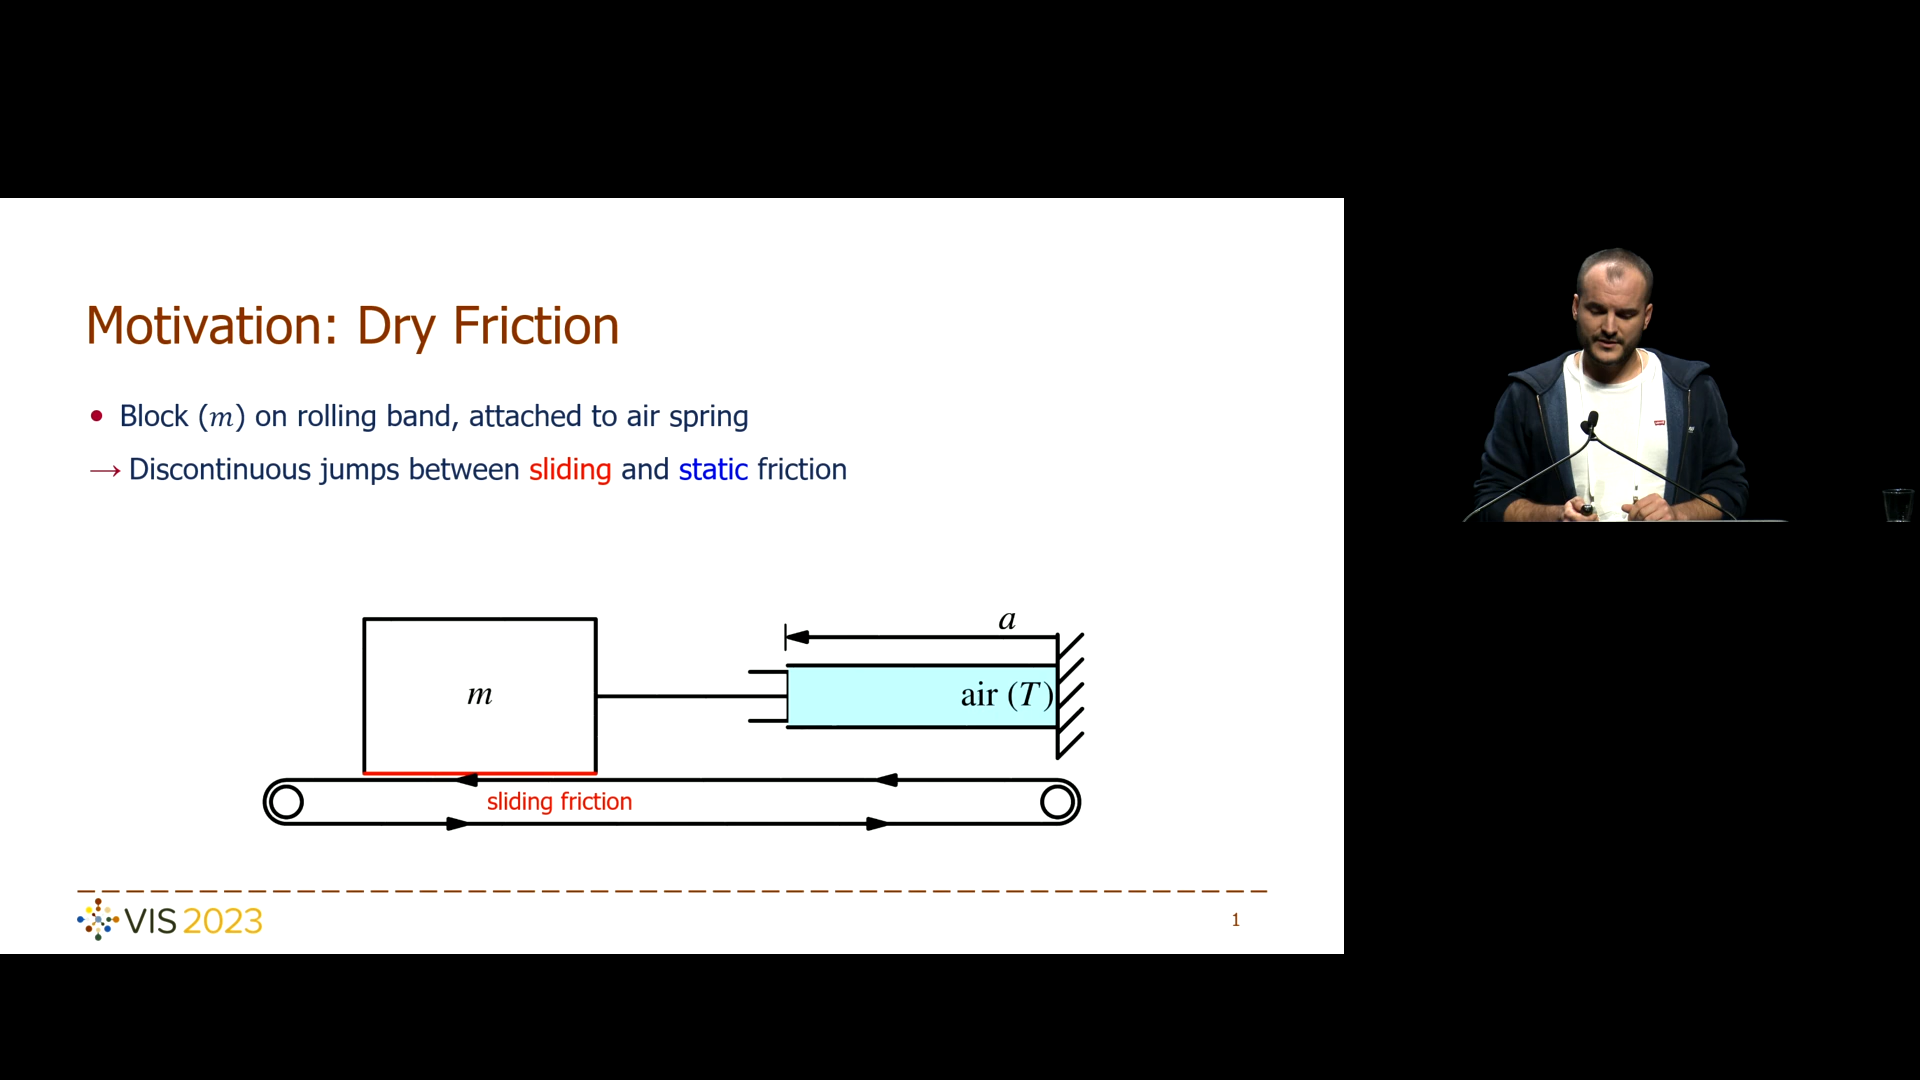 Motivation: Dry Friction
• Block (m) on rolling band, attached to air spring
→ Discontinuous jumps between sliding and static friction
a
m
air (T)
sliding friction
VIS 2023
1